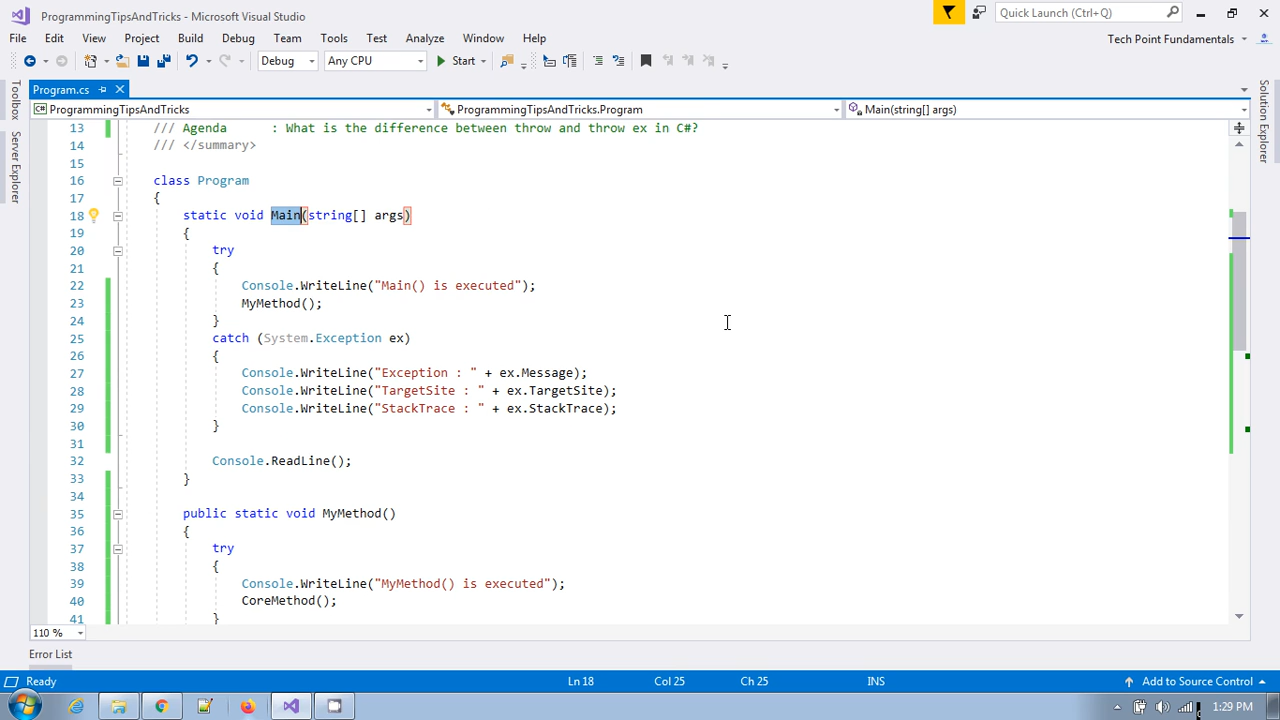 ProgrammingTipsAndTricks - Microsoft Visual Studio
Quick Launch (Ctrl+Q)
File Edit View Project Build Debug Team Tools Test Analyze Window Help
Tech Point Fundamentals
Debug Any CPU Start
Program.cs
ProgrammingTipsAndTricks ProgrammingTipsAndTricks.Program Main(string[] args)
Toolbox
Server Explorer
Solution Explorer
13 /// Agenda : What is the difference between throw and throw ex in C#?
14 /// </summary>
15
16 class Program
17 {
18 static void Main(string[] args)
19 {
20 try
21 {
22 Console.WriteLine("Main() is executed");
23 MyMethod();
24 }
25 catch (System.Exception ex)
26 {
27 Console.WriteLine("Exception : " + ex.Message);
28 Console.WriteLine("TargetSite : " + ex.TargetSite);
29 Console.WriteLine("StackTrace : " + ex.StackTrace);
30 }
31
32 Console.ReadLine();
33 }
34
35 public static void MyMethod()
36 {
37 try
38 {
39 Console.WriteLine("MyMethod() is executed");
40 CoreMethod();
41 }
110 %
Error List
Ready Ln 18 Col 25 Ch 25 INS Add to Source Control
1:29 PM